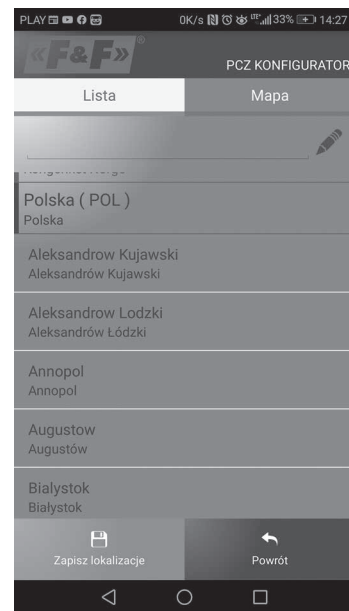 PLAY 0K/s LTE 33% 14:27
«F&F»®
PCZ KONFIGURATOR
Lista Mapa
Polska ( POL )
Polska
Aleksandrow Kujawski
Aleksandrów Kujawski
Aleksandrow Lodzki
Aleksandrów Łódzki
Annopol
Annopol
Augustow
Augustów
Bialystok
Białystok
Zapisz lokalizacje Powrót